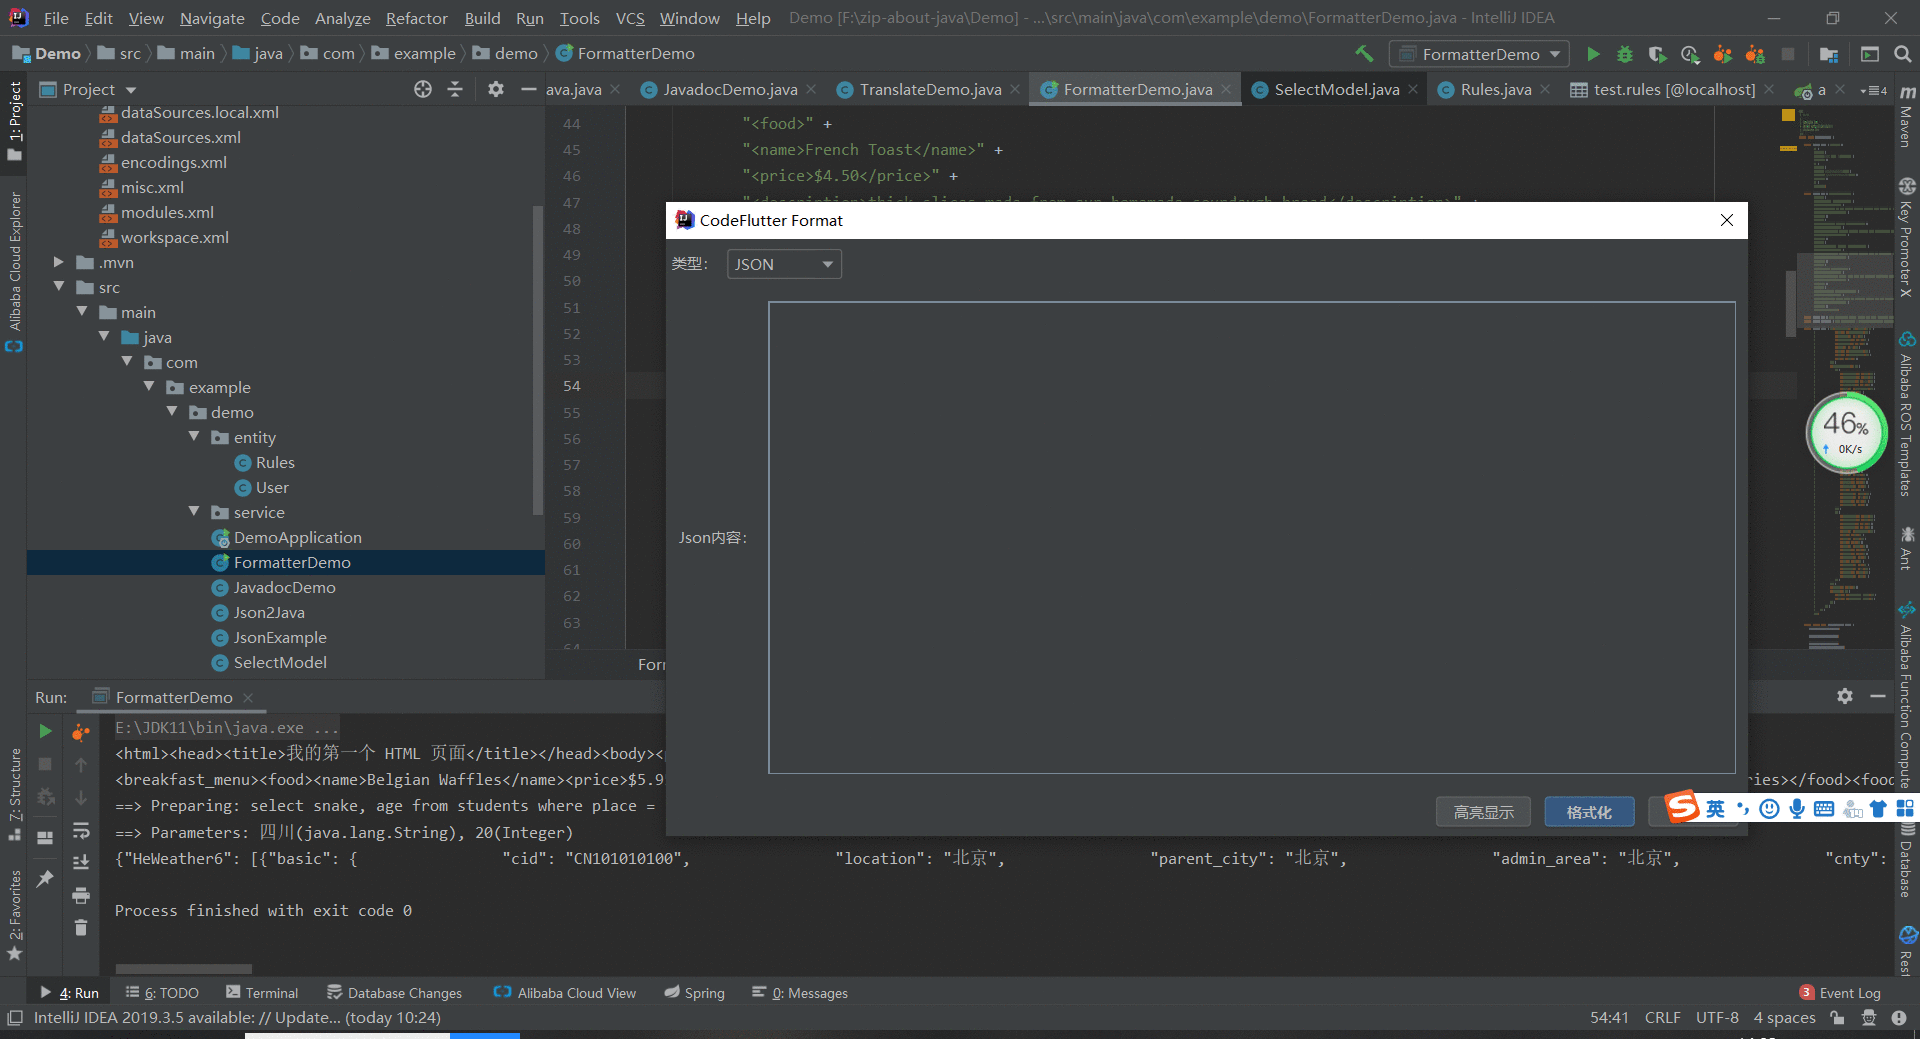 File Edit View Navigate Code Analyze Refactor Build Run Tools VCS Window Help Demo [F:\zip-about-java\Demo] - ...\src\main\java\com\example\demo\FormatterDemo.java - IntelliJ IDEA
Demo src main java com example demo FormatterDemo
FormatterDemo
Project
ava.java JavadocDemo.java TranslateDemo.java FormatterDemo.java SelectModel.java Rules.java test.rules [@localhost] a 4
1: Project
Alibaba Cloud Explorer
7: Structure
2: Favorites
dataSources.local.xml
dataSources.xml
encodings.xml
misc.xml
modules.xml
workspace.xml
.mvn
src
main
java
com
example
demo
entity
Rules
User
service
DemoApplication
FormatterDemo
JavadocDemo
Json2Java
JsonExample
SelectModel
44 "<food>" +
45 "<name>French Toast</name>" +
46 "<price>$4.50</price>" +
47
48
49
50
51
52
53
54
55
56
57
58
59
60
61
62
63
64
For
CodeFlutter Format
类型: JSON
Json内容:
高亮显示 格式化
英
46%
0K/s
Maven
Key Promoter X
Alibaba ROS Templates
Ant
Alibaba Function Compute
Database
Rest
Run: FormatterDemo
E:\JDK11\bin\java.exe ...
<html><head><title>我的第一个 HTML 页面</title></head><body><
<breakfast_menu><food><name>Belgian Waffles</name><price>$5.9 ries></food><food
==> Preparing: select snake, age from students where place =
==> Parameters: 四川(java.lang.String), 20(Integer)
{"HeWeather6": [{"basic": { "cid": "CN101010100", "location": "北京", "parent_city": "北京", "admin_area": "北京", "cnty":
Process finished with exit code 0
4: Run 6: TODO Terminal Database Changes Alibaba Cloud View Spring 0: Messages 3 Event Log
IntelliJ IDEA 2019.3.5 available: // Update... (today 10:24) 54:41 CRLF UTF-8 4 spaces